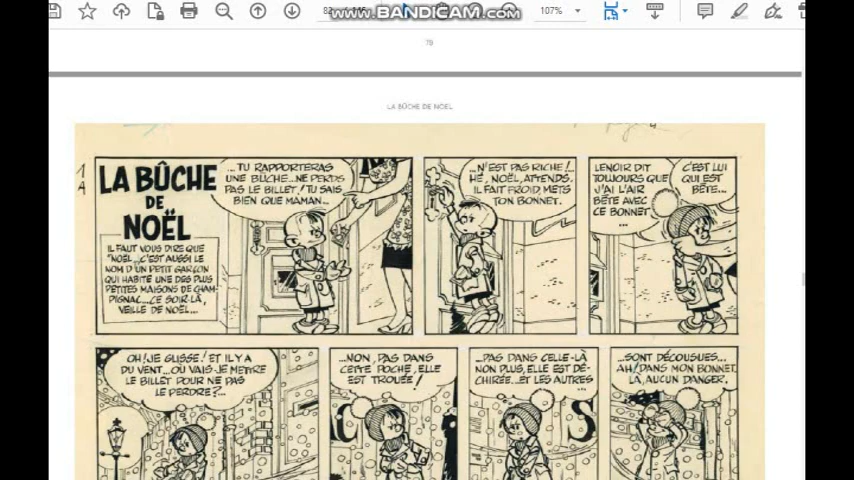 www.BANDICAM.com
107%
79
LA BÛCHE DE NOËL
1
A
LA BÛCHE
DE
NOËL
IL FAUT VOUS DIRE QUE
"NOËL"...C'EST AUSSI LE
NOM D'UN PETIT GARÇON
QUI HABITE UNE DES PLUS
PETITES MAISONS DE CHAM-
PIGNAC...CE SOIR-LÀ,
VEILLE DE NOËL...
...TU RAPPORTERAS
UNE BÛCHE...NE PERDS
PAS LE BILLET! TU SAIS
BIEN QUE MAMAN...
...N'EST PAS RICHE!...
HÉ, NOËL, ATTENDS,
IL FAIT FROID, METS
TON BONNET.
LENOIR DIT
TOUJOURS QUE
J'AI L'AIR
BÊTE AVEC
CE BONNET
...
C'EST LUI
QUI EST
BÊTE...
OH! JE GLISSE! ET IL Y A
DU VENT...OÙ VAIS-JE METTRE
LE BILLET POUR NE PAS
LE PERDRE?...
...NON, PAS DANS
CETTE POCHE, ELLE
EST TROUÉE!
...PAS DANS CELLE-LÀ
NON PLUS, ELLE EST DÉ-
CHIRÉE...ET LES AUTRES
...
...SONT DÉCOUSUES...
AH! DANS MON BONNET.
LÀ, AUCUN DANGER.
S